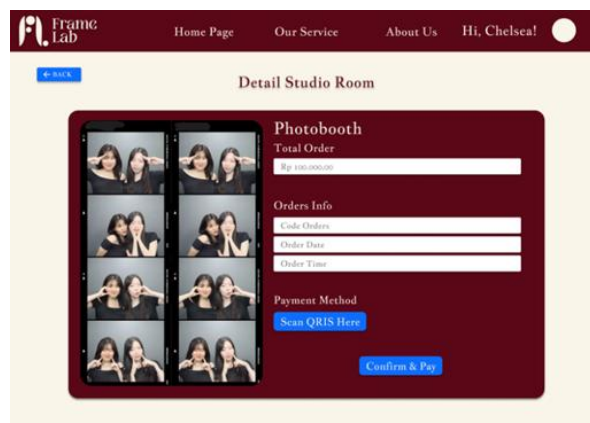 Frame
Lab
Home Page
Our Service
About Us
Hi, Chelsea!
← BACK
Detail Studio Room
Photobooth
Total Order
Rp 100.000,00
Orders Info
Code Orders
Order Date
Order Time
Payment Method
Scan QRIS Here
Confirm & Pay